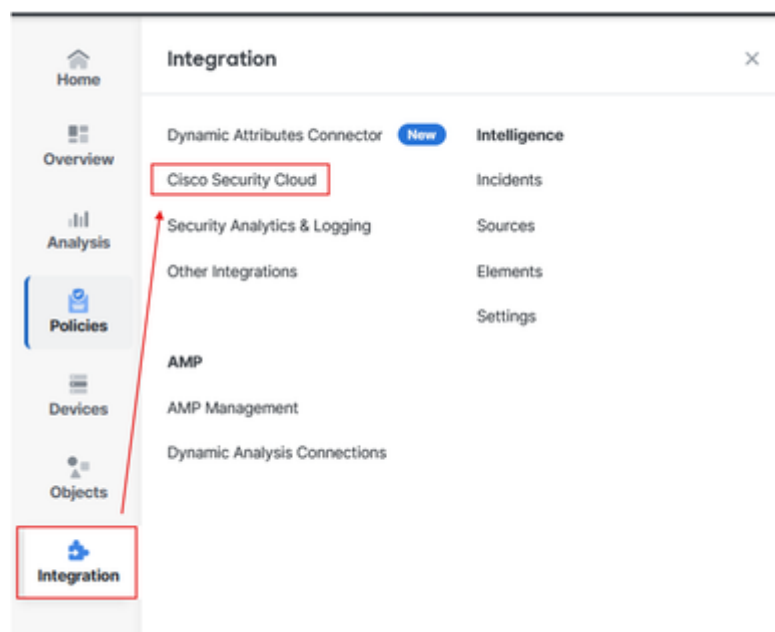 Home
Overview
Analysis
Policies
Devices
Objects
Integration
Integration
Dynamic Attributes Connector New
Cisco Security Cloud
Security Analytics & Logging
Other Integrations
AMP
AMP Management
Dynamic Analysis Connections
Intelligence
Incidents
Sources
Elements
Settings